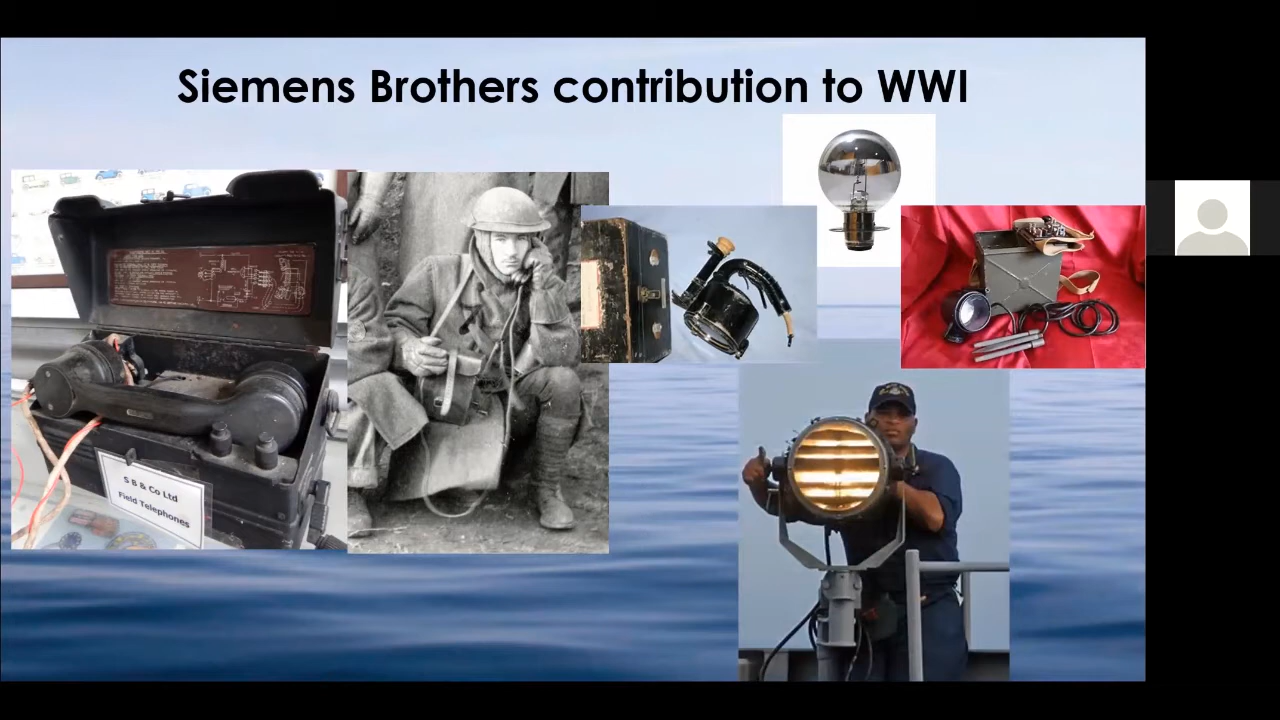 Siemens Brothers contribution to WWI
S B & Co Ltd
Field Telephones